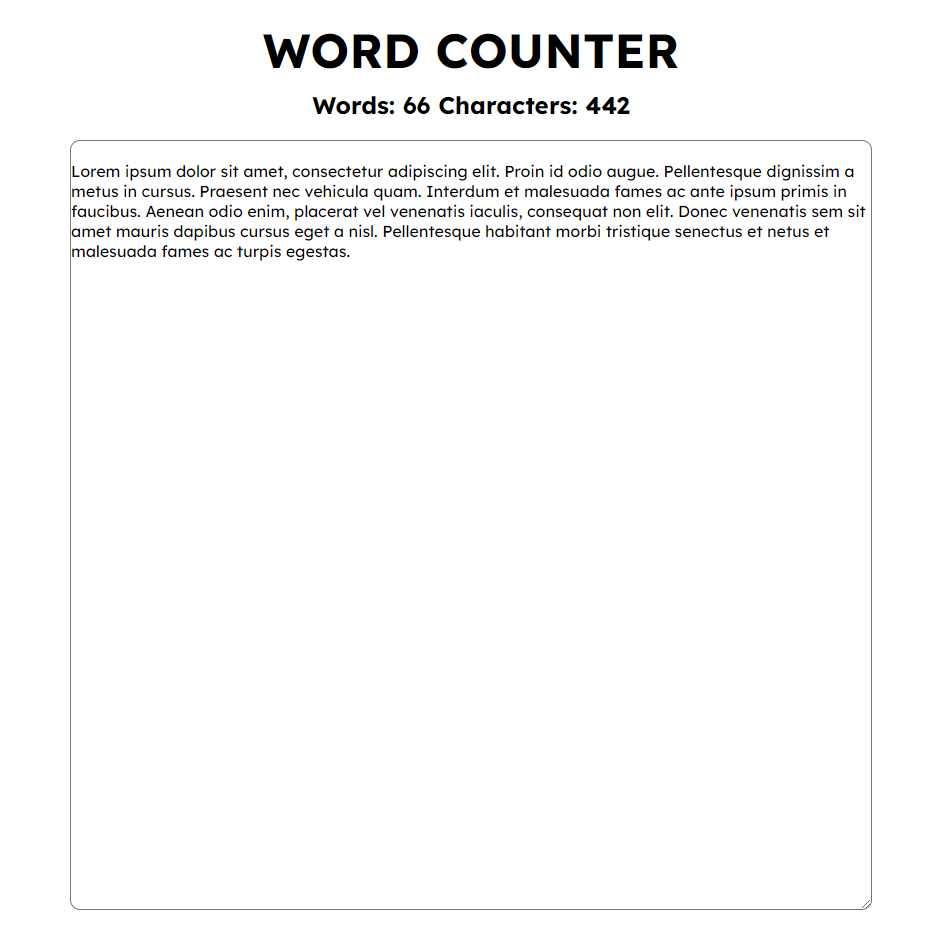 WORD COUNTER
Words: 66 Characters: 442
Lorem ipsum dolor sit amet, consectetur adipiscing elit. Proin id odio augue. Pellentesque dignissim a
metus in cursus. Praesent nec vehicula quam. Interdum et malesuada fames ac ante ipsum primis in
faucibus. Aenean odio enim, placerat vel venenatis iaculis, consequat non elit. Donec venenatis sem sit
amet mauris dapibus cursus eget a nisl. Pellentesque habitant morbi tristique senectus et netus et
malesuada fames ac turpis egestas.